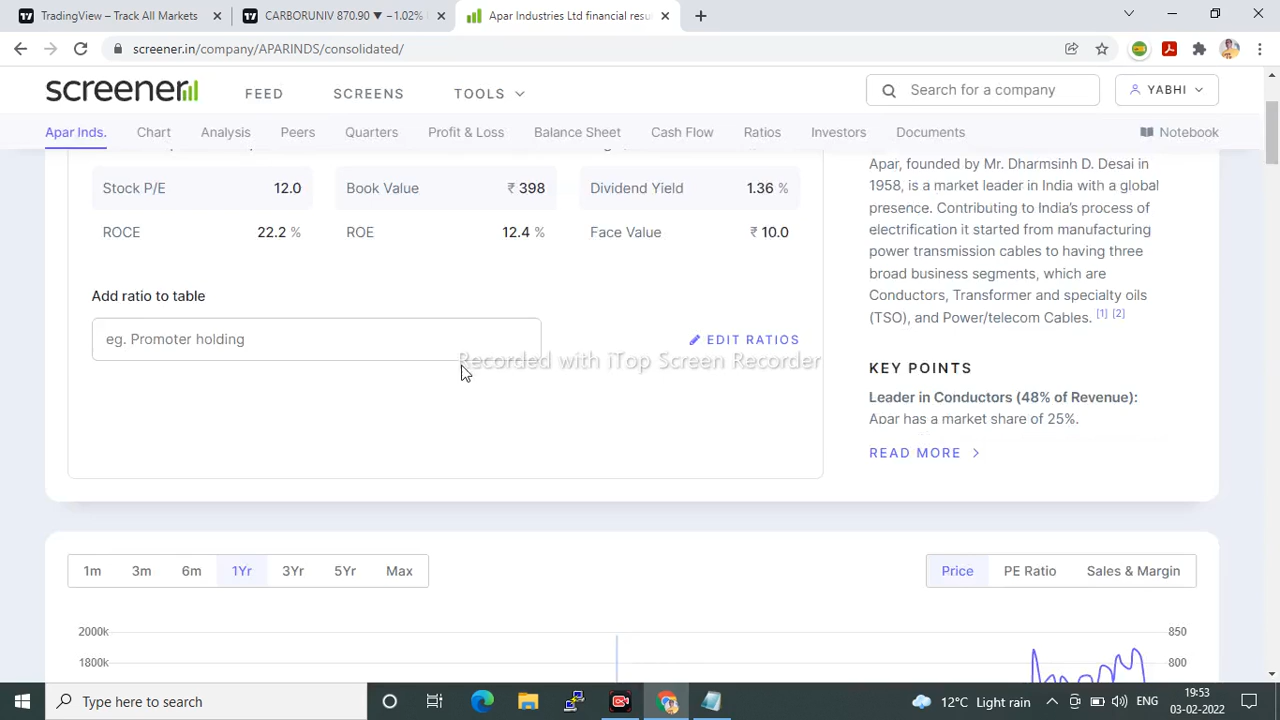 TradingView – Track All Markets
CARBORUNIV 870.90 ▼ −1.02%
Apar Industries Ltd financial resu
screener.in/company/APARINDS/consolidated/
screener
FEED
SCREENS
TOOLS
Search for a company
YABHI
Apar Inds.
Chart
Analysis
Peers
Quarters
Profit & Loss
Balance Sheet
Cash Flow
Ratios
Investors
Documents
Notebook
Stock P/E 12.0
Book Value ₹ 398
Dividend Yield 1.36 %
ROCE 22.2 %
ROE 12.4 %
Face Value ₹ 10.0
Add ratio to table
eg. Promoter holding
EDIT RATIOS
Recorded with iTop Screen Recorder
Apar, founded by Mr. Dharmsinh D. Desai in
1958, is a market leader in India with a global
presence. Contributing to India's process of
electrification it started from manufacturing
power transmission cables to having three
broad business segments, which are
Conductors, Transformer and specialty oils
(TSO), and Power/telecom Cables. [1] [2]
KEY POINTS
Leader in Conductors (48% of Revenue):
Apar has a market share of 25%.
READ MORE
1m 3m 6m 1Yr 3Yr 5Yr Max
Price PE Ratio Sales & Margin
2000k
850
1800k
800
Type here to search
12°C Light rain
ENG
19:53
03-02-2022